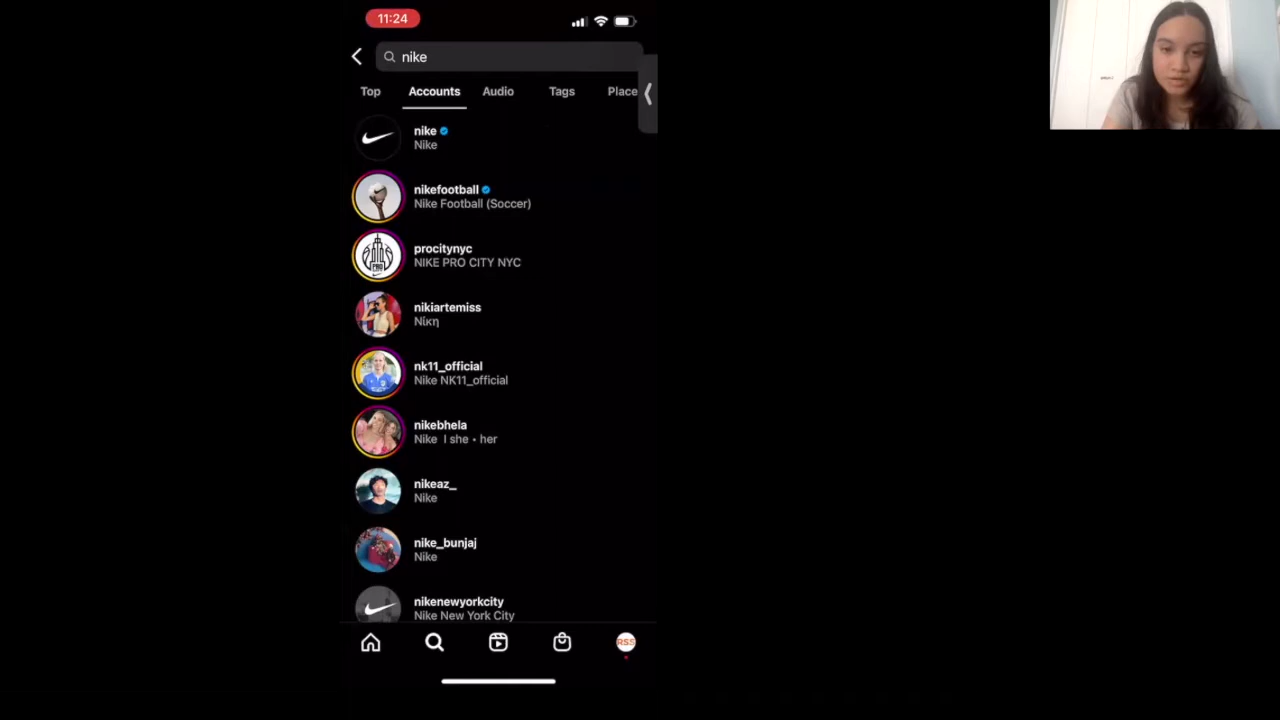 11:24
nike
Top Accounts Audio Tags Place
nike
Nike
nikefootball
Nike Football (Soccer)
procitynyc
NIKE PRO CITY NYC
nikiartemiss
Νίκη
nk11_official
Nike NK11_official
nikebhela
Nike I she • her
nikeaz_
Nike
nike_bunjaj
Nike
nikenewyorkcity
Nike New York City
RSS